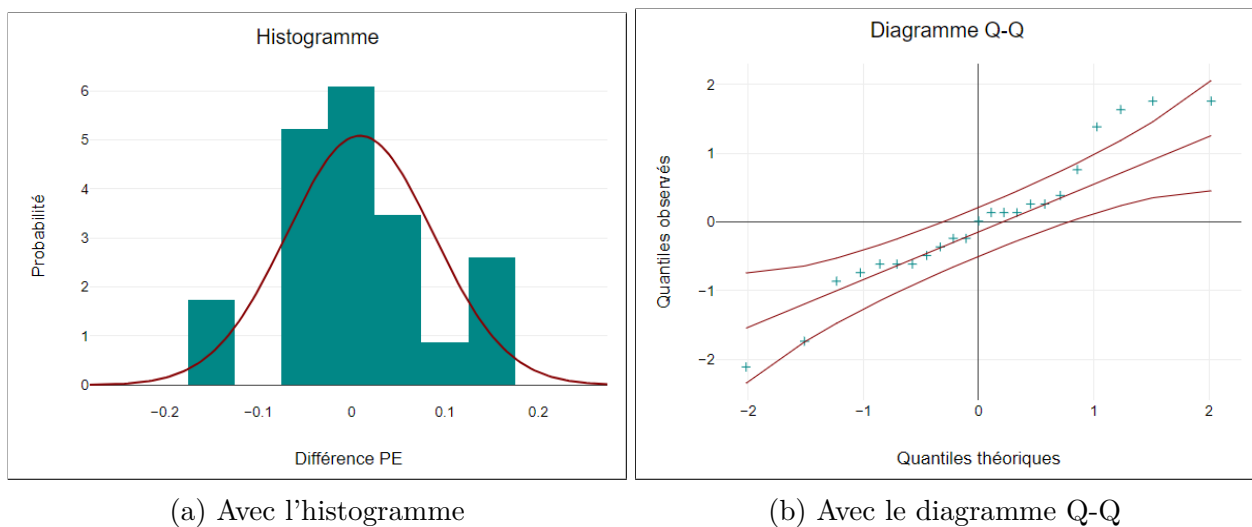 Histogramme
Probabilité
6
5
4
3
2
1
0
−0.2 −0.1 0 0.1 0.2
Différence PE
(a) Avec l'histogramme
Diagramme Q-Q
Quantiles observés
2
1
0
−1
−2
−2 −1 0 1 2
Quantiles théoriques
(b) Avec le diagramme Q-Q